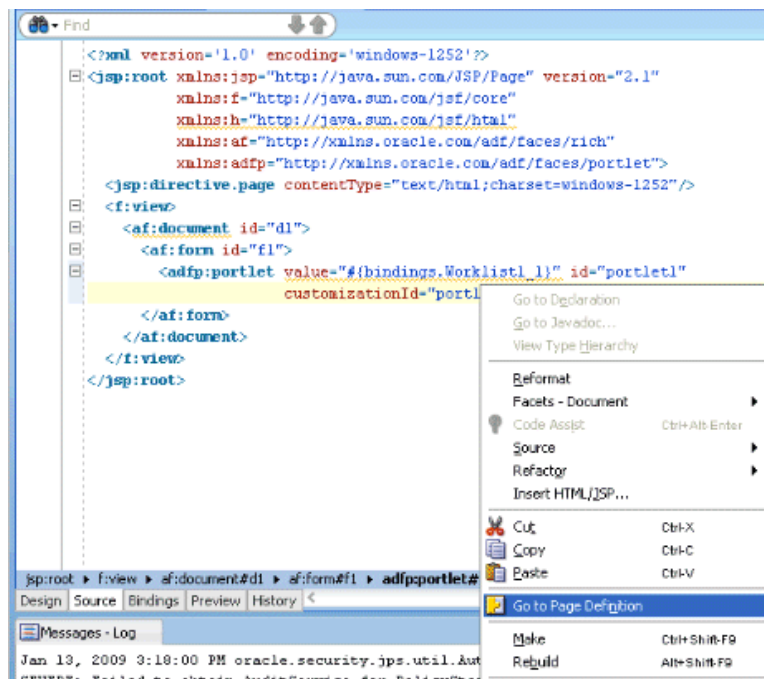 Find
<?xml version='1.0' encoding='windows-1252'?>
<jsp:root xmlns:jsp="http://java.sun.com/JSP/Page" version="2.1"
xmlns:f="http://java.sun.com/jsf/core"
xmlns:h="http://java.sun.com/jsf/html"
xmlns:af="http://xmlns.oracle.com/adf/faces/rich"
xmlns:adfp="http://xmlns.oracle.com/adf/faces/portlet">
<jsp:directive.page contentType="text/html;charset=windows-1252"/>
<f:view>
<af:document id="d1">
<af:form id="f1">
<adfp:portlet value="#{bindings.Worklist1_1}" id="portlet1"
customizationId="portl
</af:form>
</af:document>
</f:view>
</jsp:root>
Go to Declaration
Go to Javadoc...
View Type Hierarchy
Reformat
Facets - Document
Code Assist Ctrl+Alt-Enter
Source
Refactor
Insert HTML/JSP...
Cut Ctrl-X
Copy Ctrl-C
Paste Ctrl-V
Go to Page Definition
Make Ctrl+Shift-F9
Rebuild Alt+Shift-F9
jsp:root f:view af:document#d1 af:form#f1 adfp:portlet#
Design Source Bindings Preview History
Messages - Log
Jan 13, 2009 3:18:00 PM oracle.security.jps.util.Aut